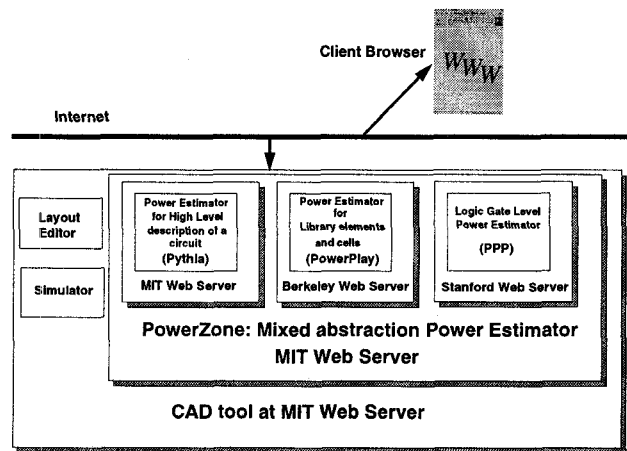 Client Browser
WWW
Internet
Layout
Editor
Simulator
Power Estimator
for High Level
description of a
circuit
(Pythia)
MIT Web Server
Power Estimator
for
Library elements
and cells
(PowerPlay)
Berkeley Web Server
Logic Gate Level
Power Estimator
(PPP)
Stanford Web Server
PowerZone: Mixed abstraction Power Estimator
MIT Web Server
CAD tool at MIT Web Server